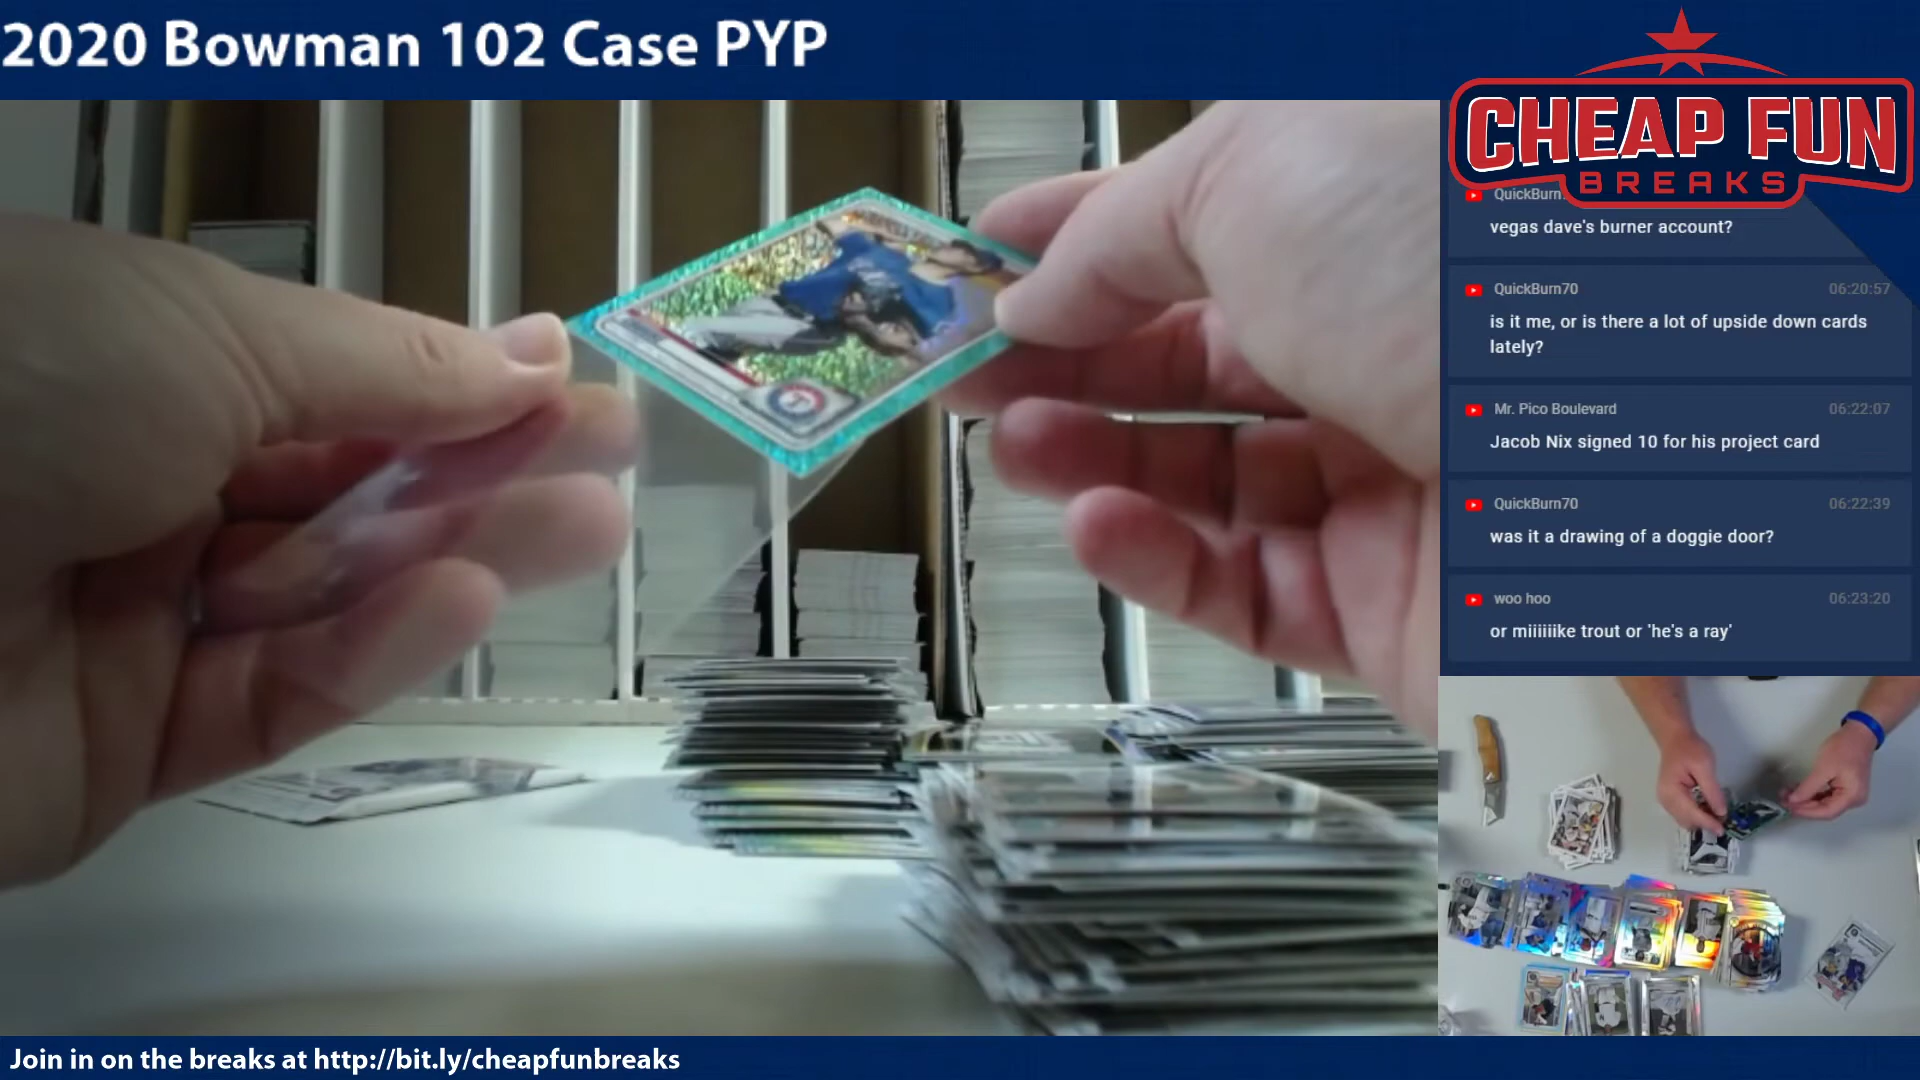 2020 Bowman 102 Case PYP
CHEAP FUN
BREAKS
QuickBurn
vegas dave's burner account?
QuickBurn70 06:20:57
is it me, or is there a lot of upside down cards
lately?
Mr. Pico Boulevard 06:22:07
Jacob Nix signed 10 for his project card
QuickBurn70 06:22:39
was it a drawing of a doggie door?
woo hoo 06:23:20
or miiiiiike trout or 'he's a ray'
Join in on the breaks at http://bit.ly/cheapfunbreaks